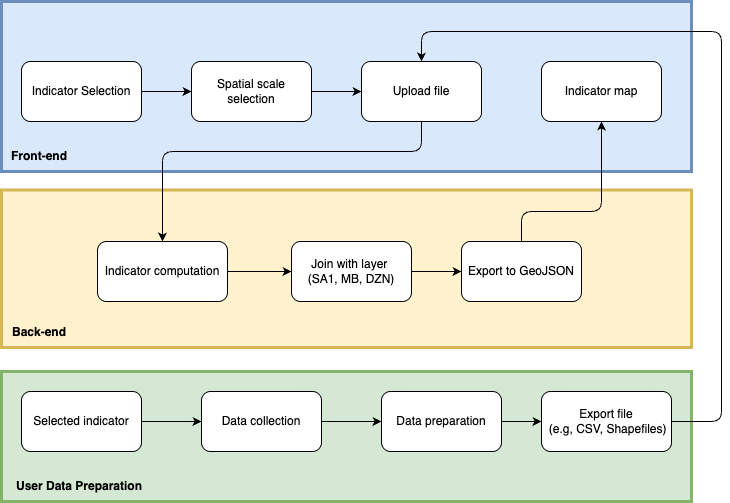 Indicator Selection
Spatial scale
selection
Upload file
Indicator map
Front-end
Indicator computation
Join with layer
(SA1, MB, DZN)
Export to GeoJSON
Back-end
Selected indicator
Data collection
Data preparation
Export file
(e.g, CSV, Shapefiles)
User Data Preparation